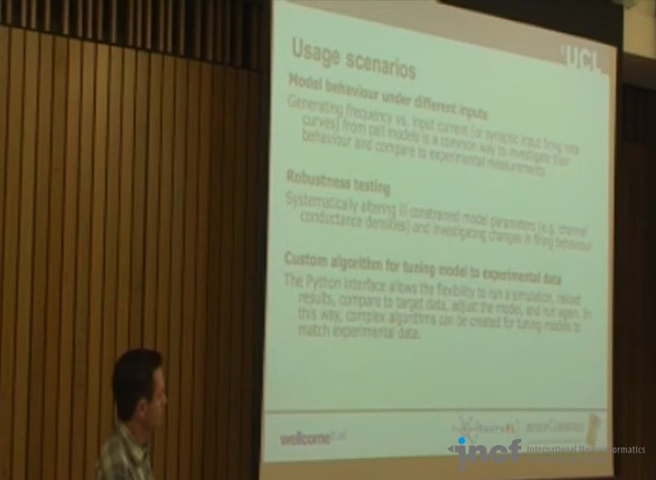 UCL
Usage scenarios
Model behaviour under different inputs
Generating frequency vs. input current (or synaptic input firing rate
curves) from cell models is a common way to investigate their
behaviour and compare to experimental measurements
Robustness testing
Systematically altering ill constrained model parameters (e.g. channel
conductance densities) and investigating changes in firing behaviour
Custom algorithm for tuning model to experimental data
The Python interface allows the flexibility to run a simulation, reload
results, compare to target data, adjust the model, and run again. In
this way, complex algorithms can be created for tuning models to
match experimental data.
wellcome
neuroConstruct
incf International Neuroinformatics